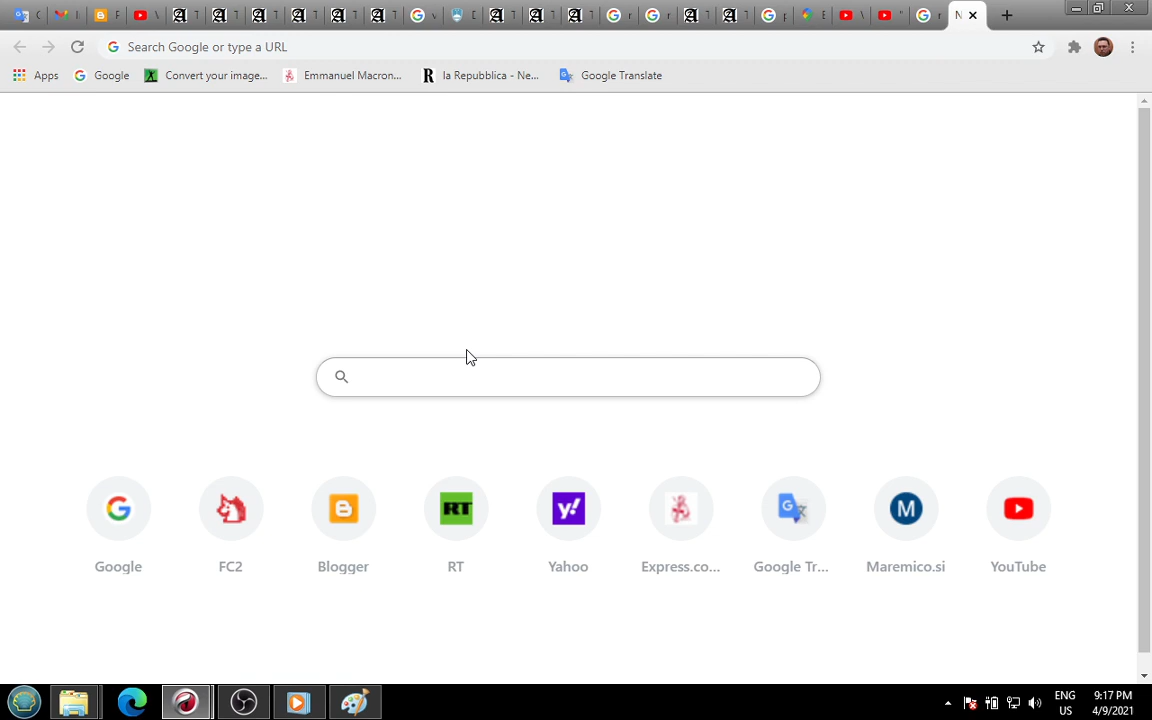 Search Google or type a URL
Apps Google Convert your image... Emmanuel Macron... la Repubblica - Ne... Google Translate
RT y!
M
Google FC2 Blogger RT Yahoo Express.co... Google Tr... Maremico.si YouTube
ENG 9:17 PM
US 4/9/2021